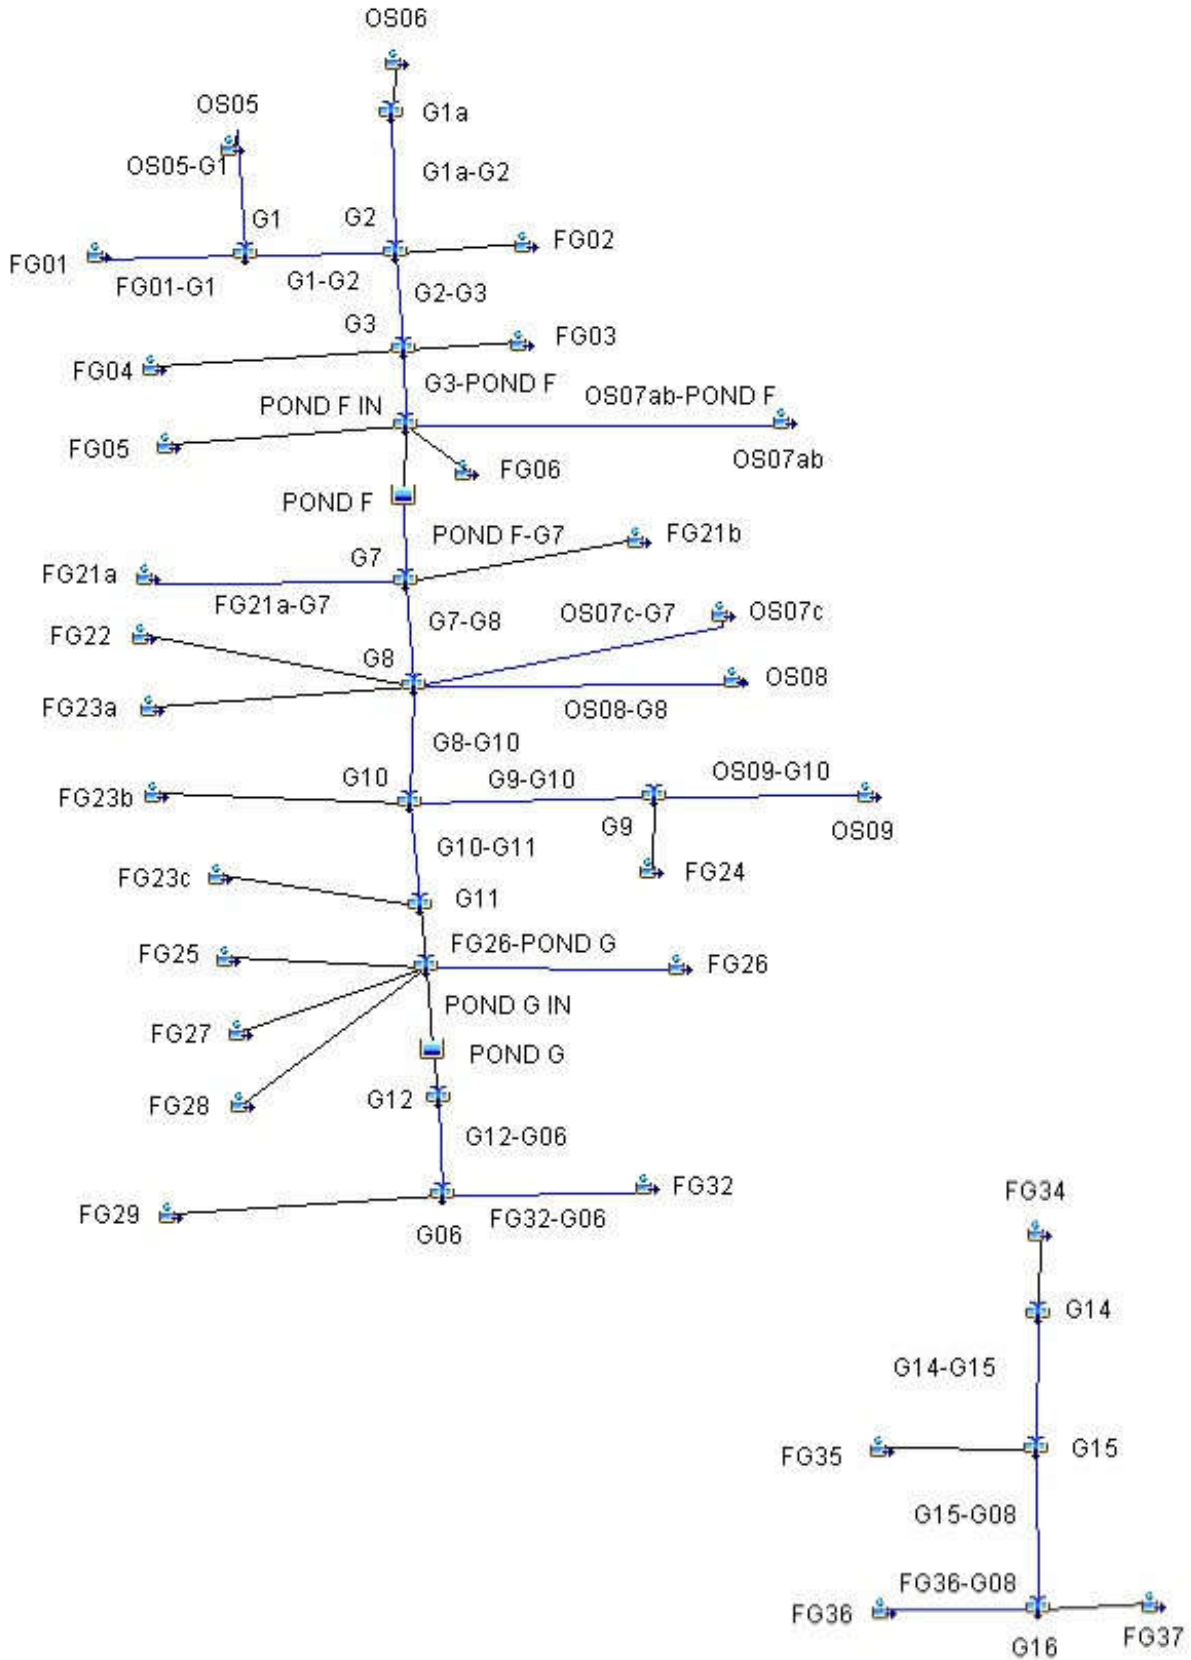 OS06
OS05
G1a
OS05-G1
G1a-G2
G1
G2
FG02
FG01
FG01-G1
G1-G2
G2-G3
G3
FG03
FG04
G3-POND F
OS07ab-POND F
POND F IN
FG05
FG06
OS07ab
POND F
POND F-G7
FG21b
G7
FG21a
FG21a-G7
G7-G8
OS07c-G7
OS07c
FG22
G8
OS08
FG23a
OS08-G8
G8-G10
G10
G9-G10
OS09-G10
FG23b
G9
OS09
G10-G11
FG23c
FG24
G11
FG25
FG26-POND G
FG26
POND G IN
FG27
POND G
FG28
G12
G12-G06
FG29
FG32
FG32-G06
G06
FG34
G14
G14-G15
FG35
G15
G15-G08
FG36-G08
FG36
G16
FG37